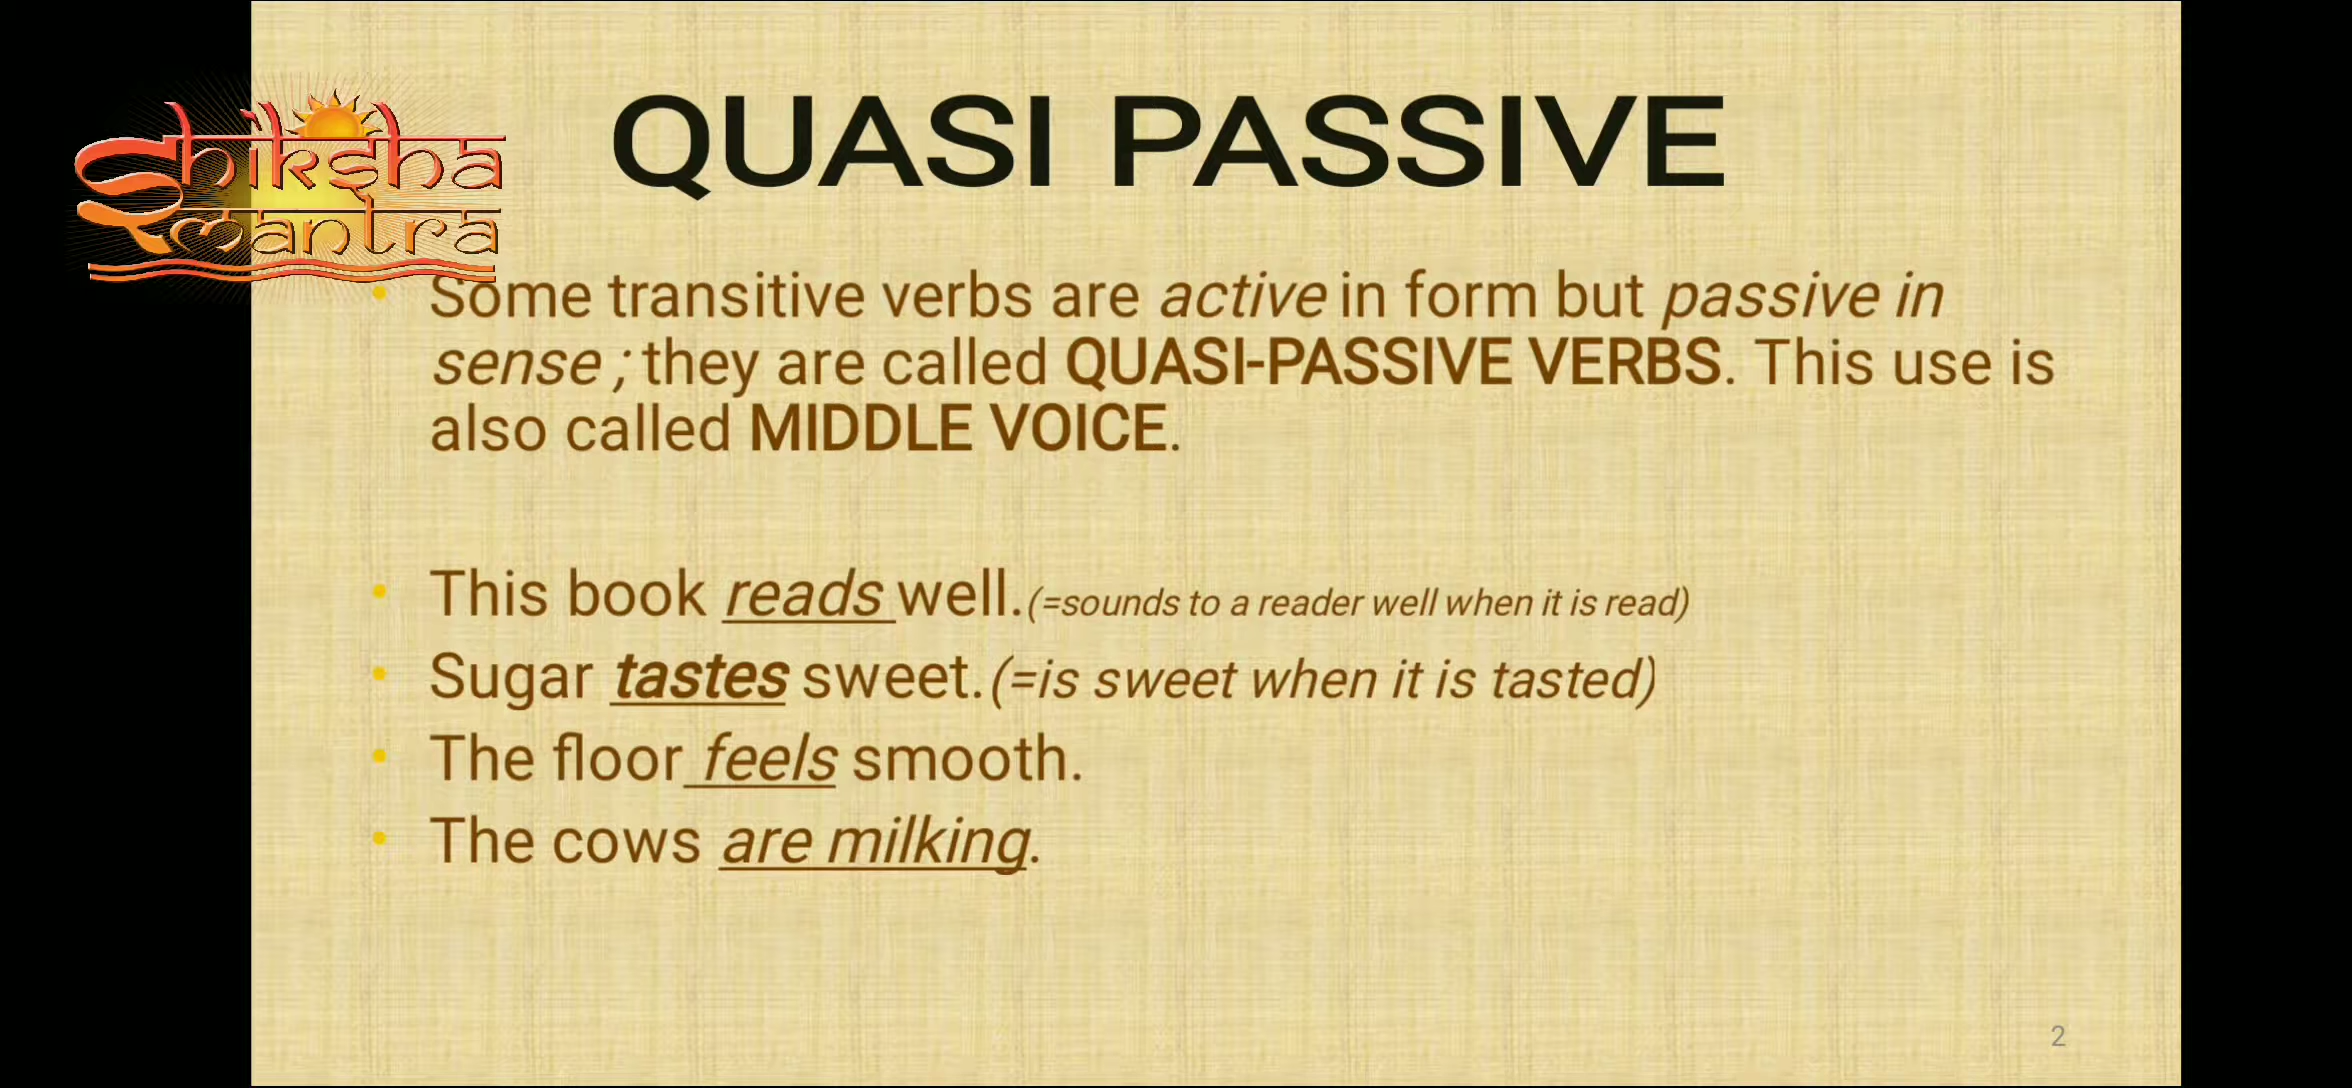 Shiksha
mantra
QUASI PASSIVE
• Some transitive verbs are active in form but passive in
sense ; they are called QUASI-PASSIVE VERBS. This use is
also called MIDDLE VOICE.
• This book reads well.(=sounds to a reader well when it is read)
• Sugar tastes sweet.(=is sweet when it is tasted)
• The floor feels smooth.
• The cows are milking.
2